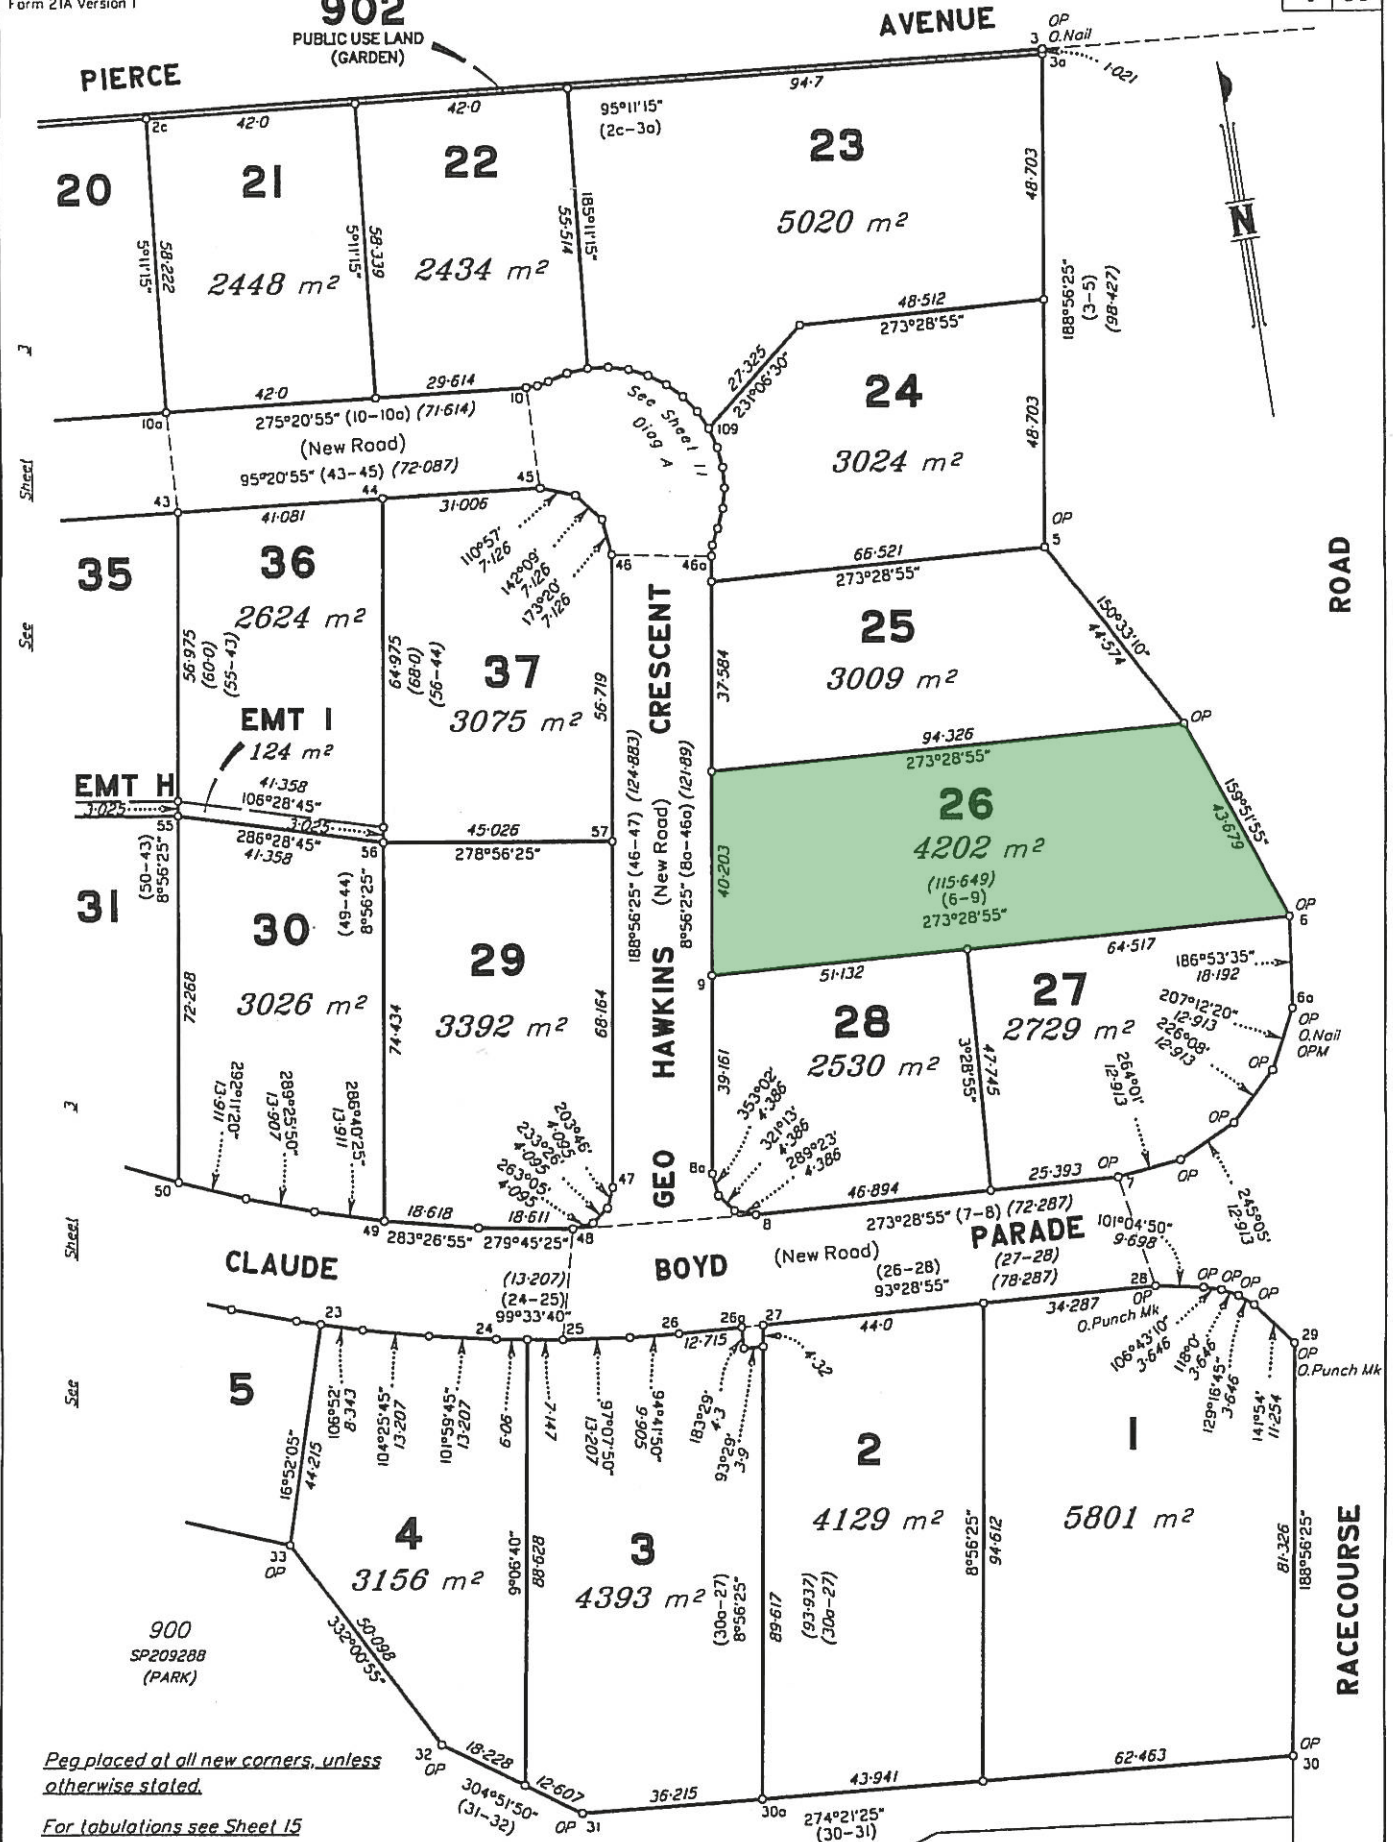 Form 21A Version 1
902
PUBLIC USE LAND
(GARDEN)
PIERCE
AVENUE
3
OP
O.Nail
3a
1·021
94·7
42·0
42·0
2c
95°11'15"
(2c-3a)
20
21
22
23
48·703
5020 m²
58·222
5°11'15"
58·339
5°11'15"
185°11'15"
55·514
2448 m²
2434 m²
N
188°56'25"
(3-5)
(98·427)
48·512
273°28'55"
27·325
231°06'30"
3
24
3024 m²
48·703
42·0
29·614
10
10a
275°20'55" (10-10a) (71·614)
(New Road)
95°20'55" (43-45) (72·087)
See Sheet 11
Diag A
109
Sheet
43
44
45
41·081
31·006
110°57'
7·126
142°09'
7·126
173°20'
7·126
46
46a
OP
5
66·521
273°28'55"
35
36
2624 m²
ROAD
See
56·975
(60·0)
(55-43)
64·975
(68·0)
(56-44)
37
3075 m²
56·719
CRESCENT
37·584
25
3009 m²
150°33'10"
44·574
OP
EMT I
124 m²
EMT H
3·025
41·358
106°28'45"
3·025
286°28'45"
41·358
55
56
45·026
278°56'25"
57
188°56'25" (46-47) (124·883)
(New Road)
8°56'25" (8a-46a) (121·89)
94·326
273°28'55"
26
4202 m²
(115·649)
(6-9)
273°28'55"
40·203
159°51'55"
43·679
OP
6
(50-43)
8°56'25"
(49-44)
8°56'25"
31
30
3026 m²
29
3392 m²
72·268
74·434
68·164
HAWKINS
9
51·132
64·517
186°53'35"
18·192
6a
OP
O.Nail
OPM
28
2530 m²
27
2729 m²
207°12'20"
12·913
226°08'
12·913
OP
39·161
3°28'55"
47·745
264°01'
12·913
OP
3
292°11'20"
13·911
289°25'50"
13·907
286°40'25"
13·911
203°46'
4·095
233°26'
4·095
263°05'
4·095
353°02'
4·386
321°13'
4·386
289°23'
4·386
GEO
8a
47
50
49
48
8
46·894
25·393
OP
7
OP
245°05'
12·913
18·618
18·611
283°26'55"
279°45'25"
273°28'55" (7-8) (72·287)
Sheet
CLAUDE
BOYD
(New Road)
PARADE
101°04'50"
9·698
(13·207)
(24-25)
99°33'40"
(26-28)
93°28'55"
(27-28)
(78·287)
23
24
25
26
26a
27
12·715
44·0
34·287
28
OP
O.Punch Mk
OP
OP
OP
OP
29
OP
O.Punch Mk
4·32
106°43'10"
3·646
118°0'
3·646
129°16'45"
3·646
141°54'
11·254
See
5
106°52'
8·343
104°25'45"
13·207
101°59'45"
13·207
9·06
7·147
97°07'50"
13·207
94°41'50"
9·905
183°29'
4·3
93°29'
3·9
16°52'05"
44·215
2
4129 m²
1
5801 m²
4
3156 m²
3
4393 m²
9°06'40"
88·628
(30a-27)
8°56'25"
89·617
(93·937)
(30a-27)
8°56'25"
94·612
81·326
188°56'25"
RACECOURSE
33
OP
900
SP209288
(PARK)
50·098
332°00'55"
32
OP
18·228
304°51'50"
(31-32)
12·607
OP 31
36·215
30a
43·941
274°21'25"
(30-31)
62·463
OP
30
Peg placed at all new corners, unless
otherwise stated.
For tabulations see Sheet 15